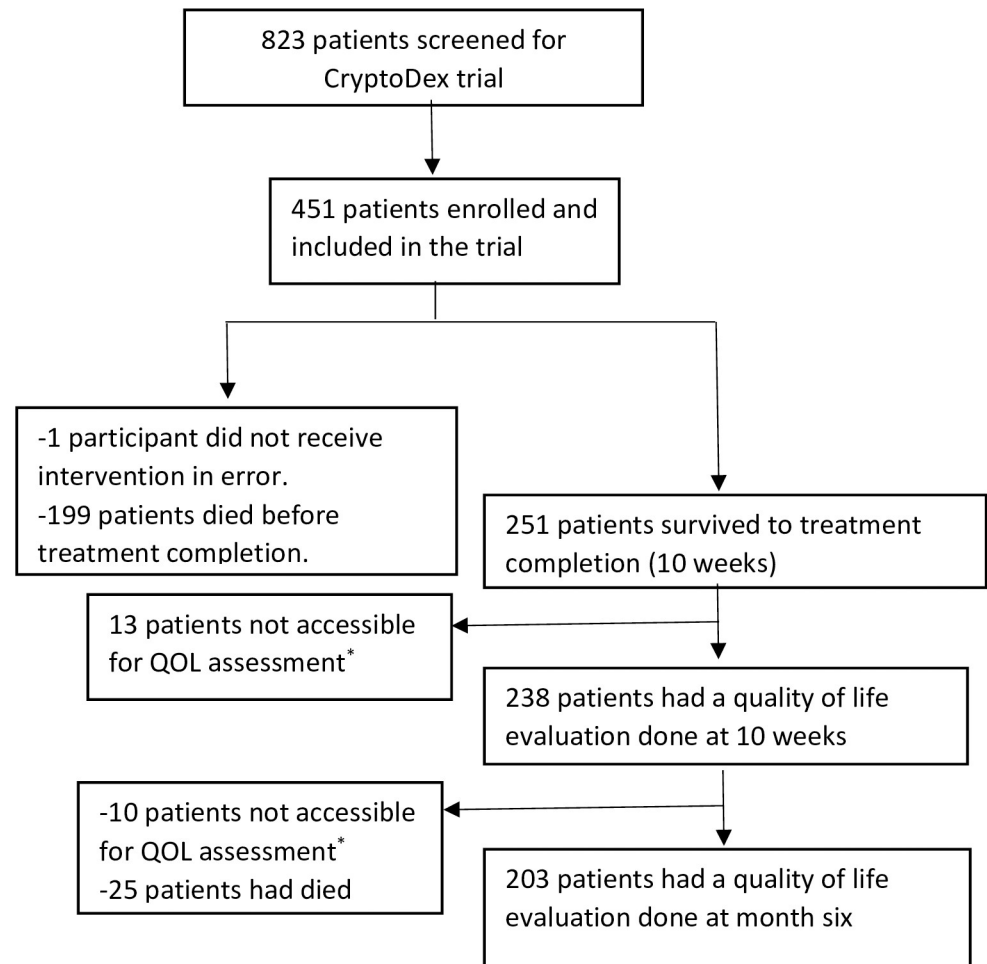 823 patients screened for
CryptoDex trial
451 patients enrolled and
included in the trial
-1 participant did not receive
intervention in error.
-199 patients died before
treatment completion.
251 patients survived to treatment
completion (10 weeks)
13 patients not accessible
for QOL assessment*
238 patients had a quality of life
evaluation done at 10 weeks
-10 patients not accessible
for QOL assessment*
-25 patients had died
203 patients had a quality of life
evaluation done at month six